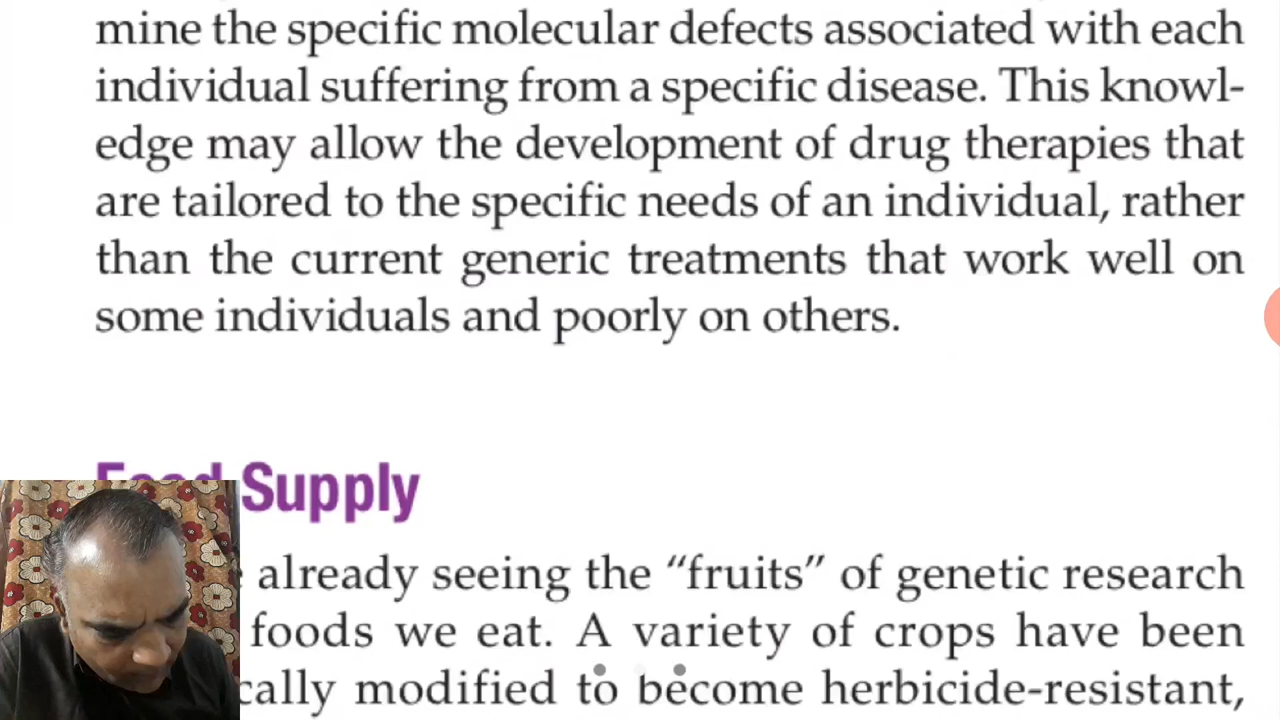 mine the specific molecular defects associated with each
individual suffering from a specific disease. This knowl-
edge may allow the development of drug therapies that
are tailored to the specific needs of an individual, rather
than the current generic treatments that work well on
some individuals and poorly on others.
Food Supply
already seeing the “fruits” of genetic research
foods we eat. A variety of crops have been
cally modified to become herbicide-resistant,